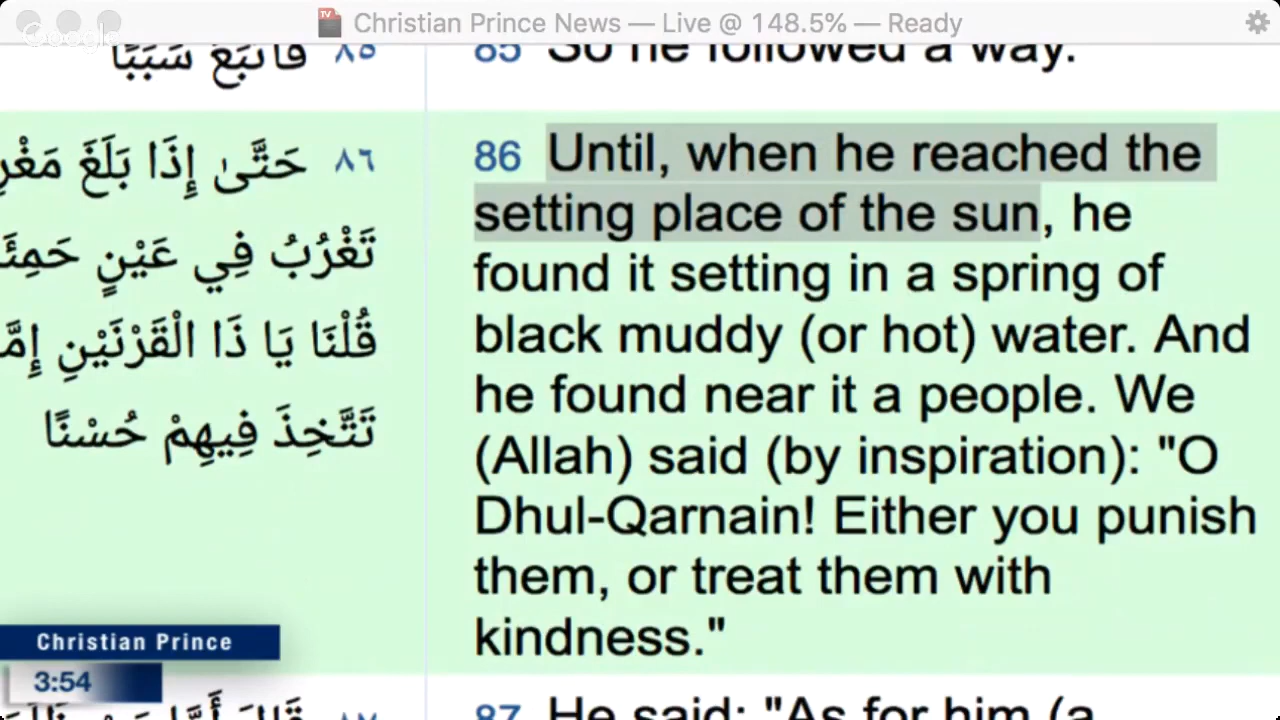 Christian Prince News — Live @ 148.5% — Ready
Google
فَأَتْبَعَ سَبَبًا ٨٥
85 So he followed a way.
٨٦ حَتَّىٰ إِذَا بَلَغَ
تَغْرُبُ فِي عَيْنٍ
قُلْنَا يَا ذَا الْقَرْنَيْنِ
تَتَّخِذَ فِيهِمْ حُسْنًا
86 Until, when he reached the
setting place of the sun, he
found it setting in a spring of
black muddy (or hot) water. And
he found near it a people. We
(Allah) said (by inspiration): "O
Dhul-Qarnain! Either you punish
them, or treat them with
kindness."
٨٧ قَالَ أَمَّا
87 He said: "As for him (a
Christian Prince
3:54